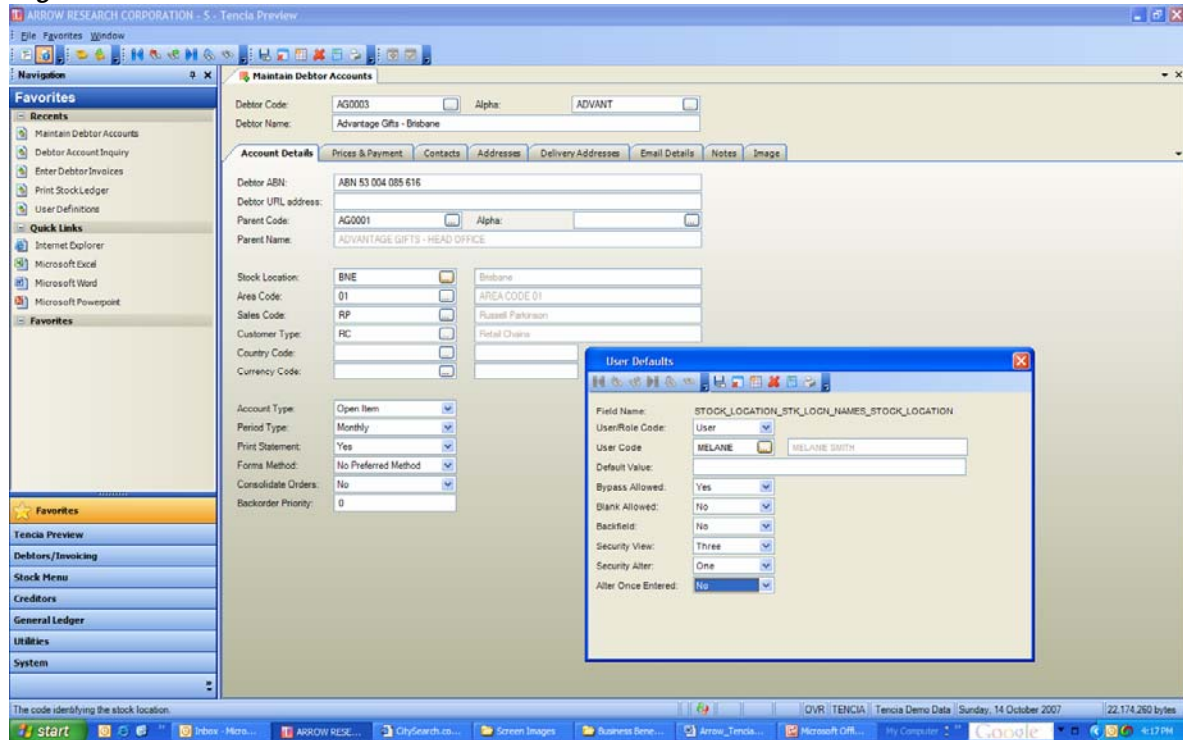 ARROW RESEARCH CORPORATION - S - Tencia Preview
File Favorites Window
Navigation
Favorites
Recents
Maintain Debtor Accounts
Debtor Account Inquiry
Enter Debtor Invoices
Print Stock Ledger
User Definitions
Quick Links
Internet Explorer
Microsoft Excel
Microsoft Word
Microsoft Powerpoint
Favorites
Favorites
Tencia Preview
Debtors/Invoicing
Stock Menu
Creditors
General Ledger
Utilities
System
Maintain Debtor Accounts
Debtor Code: AG0003 Alpha: ADVANT
Debtor Name: Advantage Gifts - Brisbane
Account Details Prices & Payment Contacts Addresses Delivery Addresses Email Details Notes Image
Debtor ABN: ABN 53 004 085 616
Debtor URL address:
Parent Code: AG0001 Alpha:
Parent Name: ADVANTAGE GIFTS - HEAD OFFICE
Stock Location: BNE Brisbane
Area Code: 01 AREA CODE 01
Sales Code: RP Russell Parkinson
Customer Type: RC Retail Chains
Country Code:
Currency Code:
Account Type: Open Item
Period Type: Monthly
Print Statement: Yes
Forms Method: No Preferred Method
Consolidate Orders: No
Backorder Priority: 0
User Defaults
Field Name: STOCK_LOCATION_STK_LOCN_NAMES_STOCK_LOCATION
User/Role Code: User
User Code MELANIE MELANIE SMITH
Default Value:
Bypass Allowed: Yes
Blank Allowed: No
Backfield: No
Security View: Three
Security Alter: One
Alter Once Entered: No
The code identifying the stock location. OVR TENCIA Tencia Demo Data Sunday, 14 October 2007 22,174,260 bytes
start Inbox - Micro... ARROW RESE... CitySearch.co... Screen Images Business Bene... Arrow_Tencia... Microsoft Offi... My Computer Google 4:17 PM